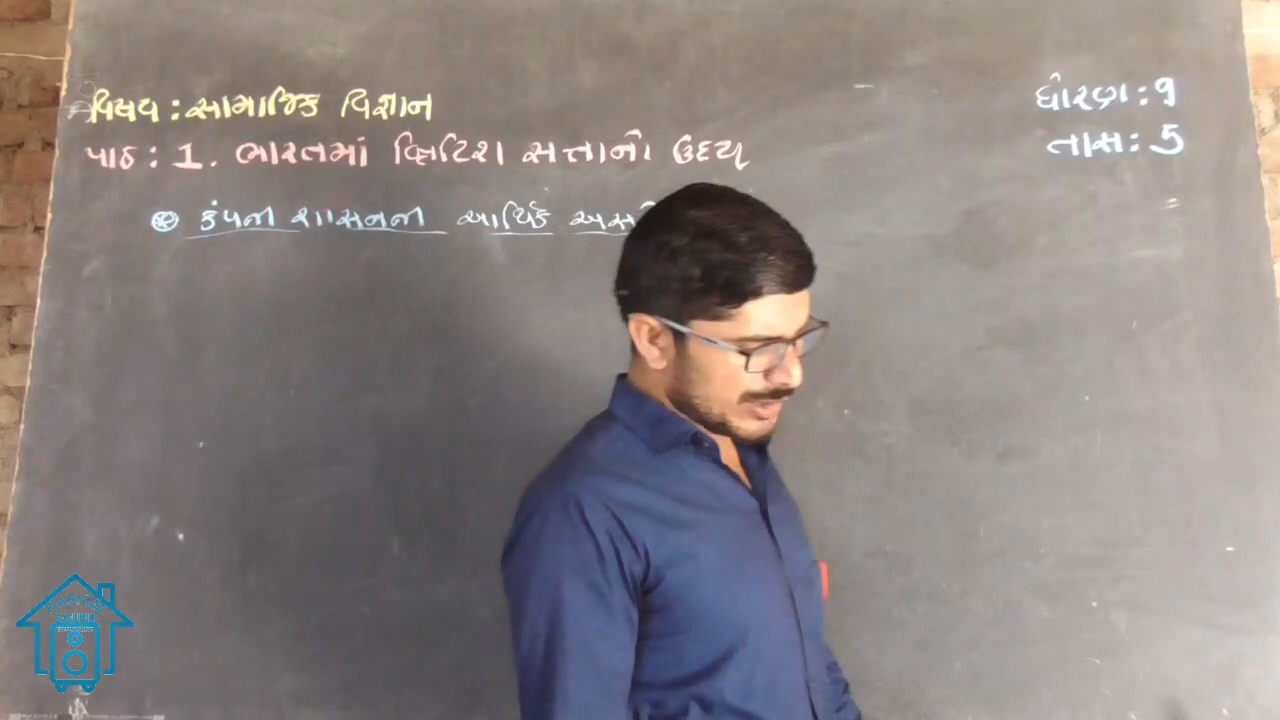 વિષય : સામાજિક વિજ્ઞાન
ધોરણ : 9
પાઠ : 1. ભારતમાં બ્રિટિશ સત્તાનો ઉદય
તાસ : 5
કંપની શાસનની આર્થિક